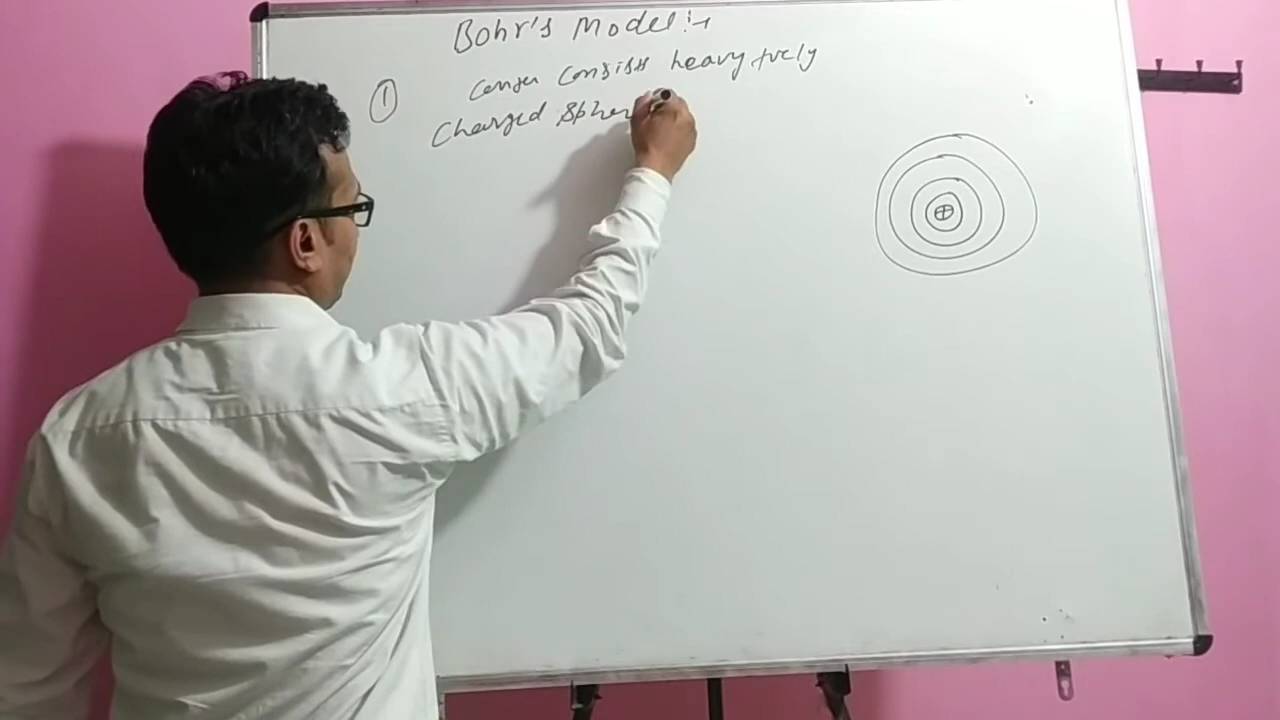 Bohr's Model :-
① Center Consists heavy +vely
Charged Spher
⊕